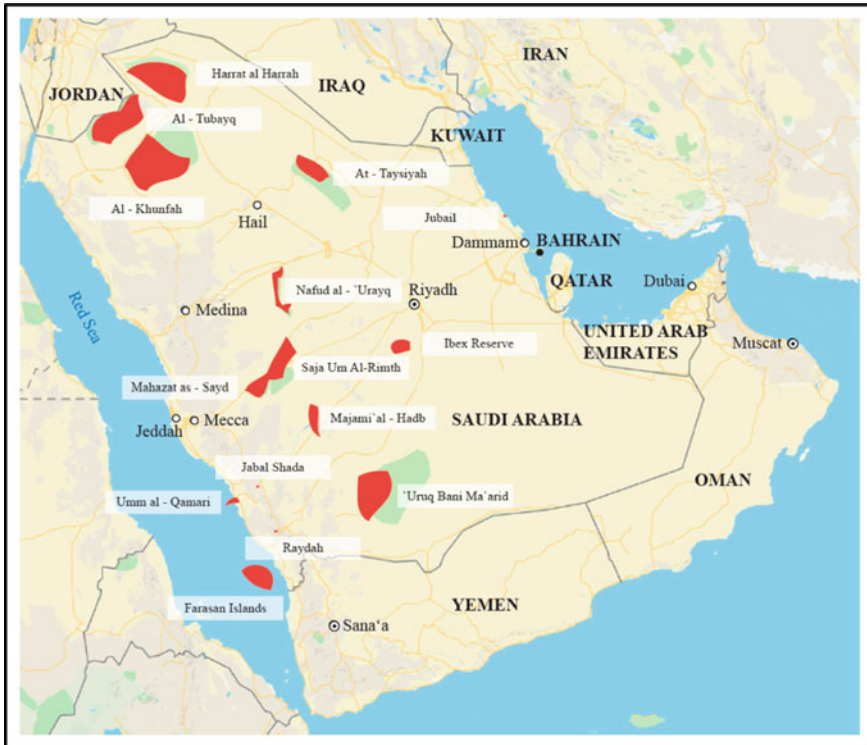 IRAN
Harrat al Harrah
IRAQ
JORDAN
Al - Tubayq
KUWAIT
At - Taysiyah
Al - Khunfah
Hail
Jubail
Dammam
BAHRAIN
QATAR
Dubai
Nafud al - `Urayq
Riyadh
Medina
Red Sea
UNITED ARAB
EMIRATES
Muscat
Ibex Reserve
Saja Um Al-Rimth
Mahazat as - Sayd
Majami`al - Hadb
SAUDI ARABIA
Jeddah
Mecca
Jabal Shada
OMAN
Umm al - Qamari
`Uruq Bani Ma`arid
Raydah
Farasan Islands
YEMEN
Sana‘a